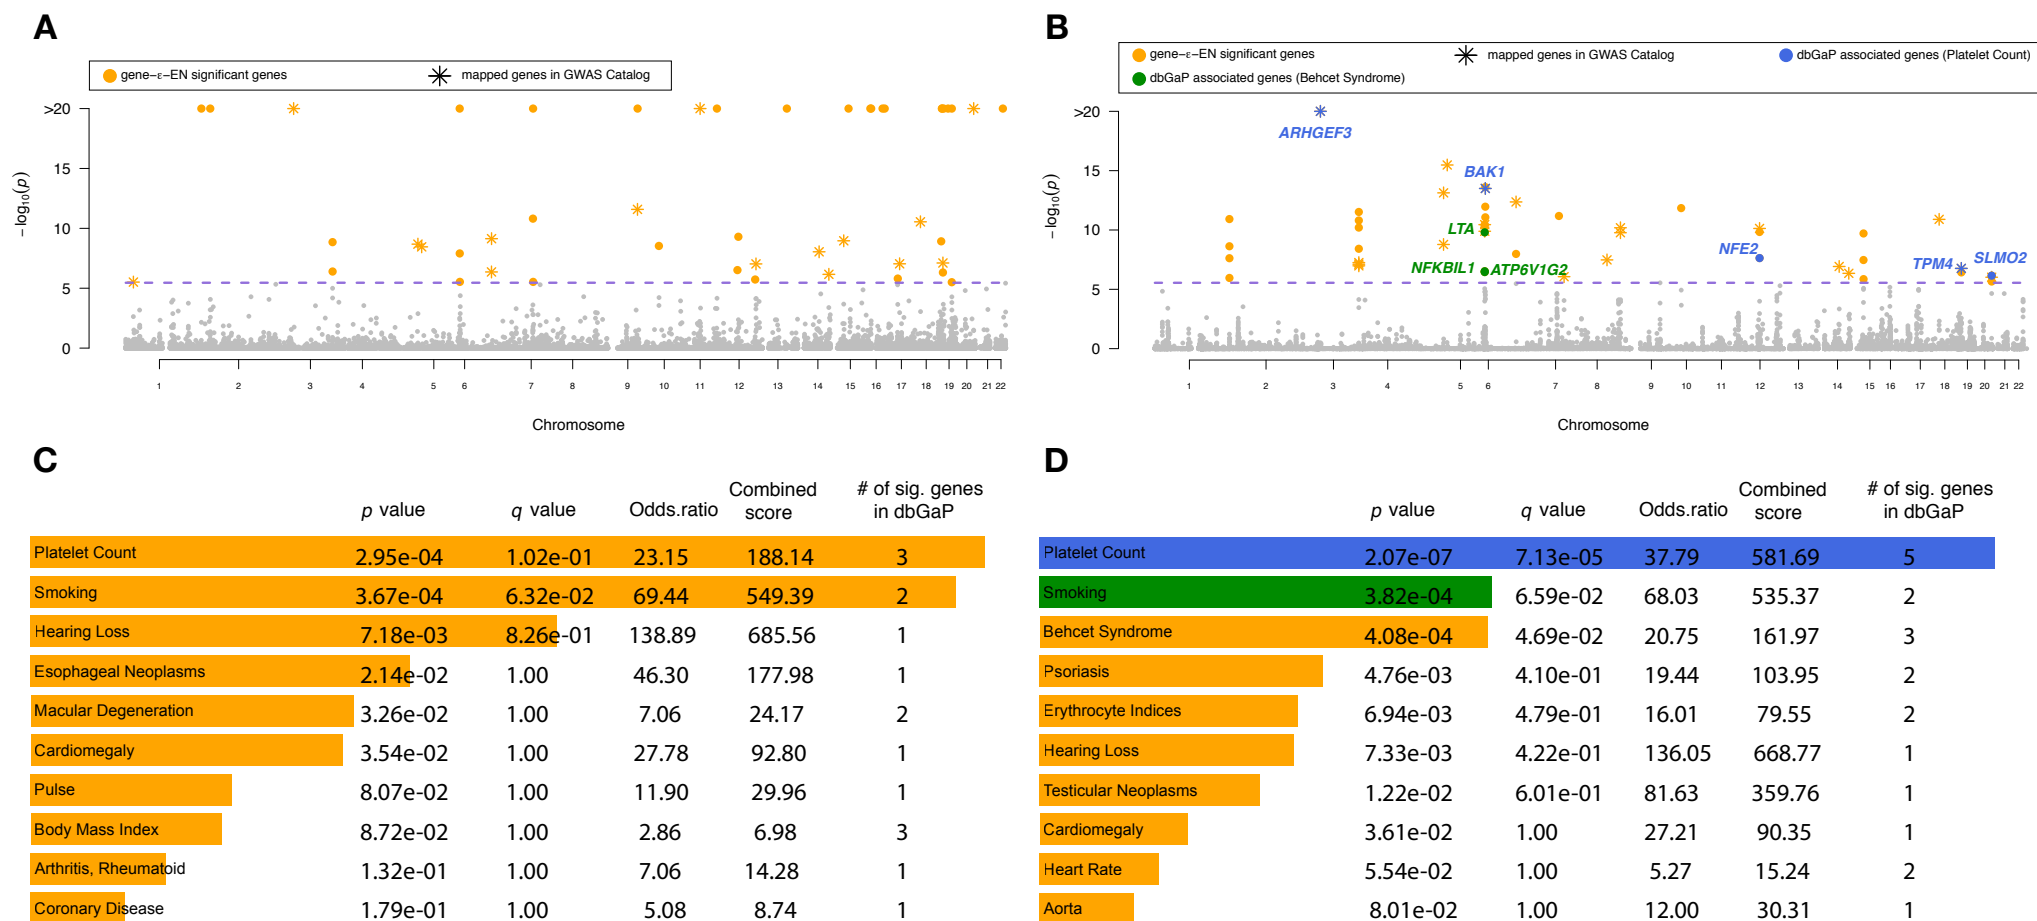 A
gene-ε-EN significant genes
mapped genes in GWAS Catalog
>20
15
10
5
0
− log10(p)
1 2 3 4 5 6 7 8 9 10 11 12 13 14 15 16 17 18 19 20 21 22
Chromosome
B
gene-ε-EN significant genes
mapped genes in GWAS Catalog
dbGaP associated genes (Platelet Count)
dbGaP associated genes (Behcet Syndrome)
>20
15
10
5
0
− log10(p)
ARHGEF3
BAK1
LTA
NFKBIL1
ATP6V1G2
NFE2
TPM4
SLMO2
1 2 3 4 5 6 7 8 9 10 11 12 13 14 15 16 17 18 19 20 21 22
Chromosome
C
p value q value Odds.ratio Combined score # of sig. genes in dbGaP
Platelet Count 2.95e-04 1.02e-01 23.15 188.14 3
Smoking 3.67e-04 6.32e-02 69.44 549.39 2
Hearing Loss 7.18e-03 8.26e-01 138.89 685.56 1
Esophageal Neoplasms 2.14e-02 1.00 46.30 177.98 1
Macular Degeneration 3.26e-02 1.00 7.06 24.17 2
Cardiomegaly 3.54e-02 1.00 27.78 92.80 1
Pulse 8.07e-02 1.00 11.90 29.96 1
Body Mass Index 8.72e-02 1.00 2.86 6.98 3
Arthritis, Rheumatoid 1.32e-01 1.00 7.06 14.28 1
Coronary Disease 1.79e-01 1.00 5.08 8.74 1
D
p value q value Odds.ratio Combined score # of sig. genes in dbGaP
Platelet Count 2.07e-07 7.13e-05 37.79 581.69 5
Smoking 3.82e-04 6.59e-02 68.03 535.37 2
Behcet Syndrome 4.08e-04 4.69e-02 20.75 161.97 3
Psoriasis 4.76e-03 4.10e-01 19.44 103.95 2
Erythrocyte Indices 6.94e-03 4.79e-01 16.01 79.55 2
Hearing Loss 7.33e-03 4.22e-01 136.05 668.77 1
Testicular Neoplasms 1.22e-02 6.01e-01 81.63 359.76 1
Cardiomegaly 3.61e-02 1.00 27.21 90.35 1
Heart Rate 5.54e-02 1.00 5.27 15.24 2
Aorta 8.01e-02 1.00 12.00 30.31 1